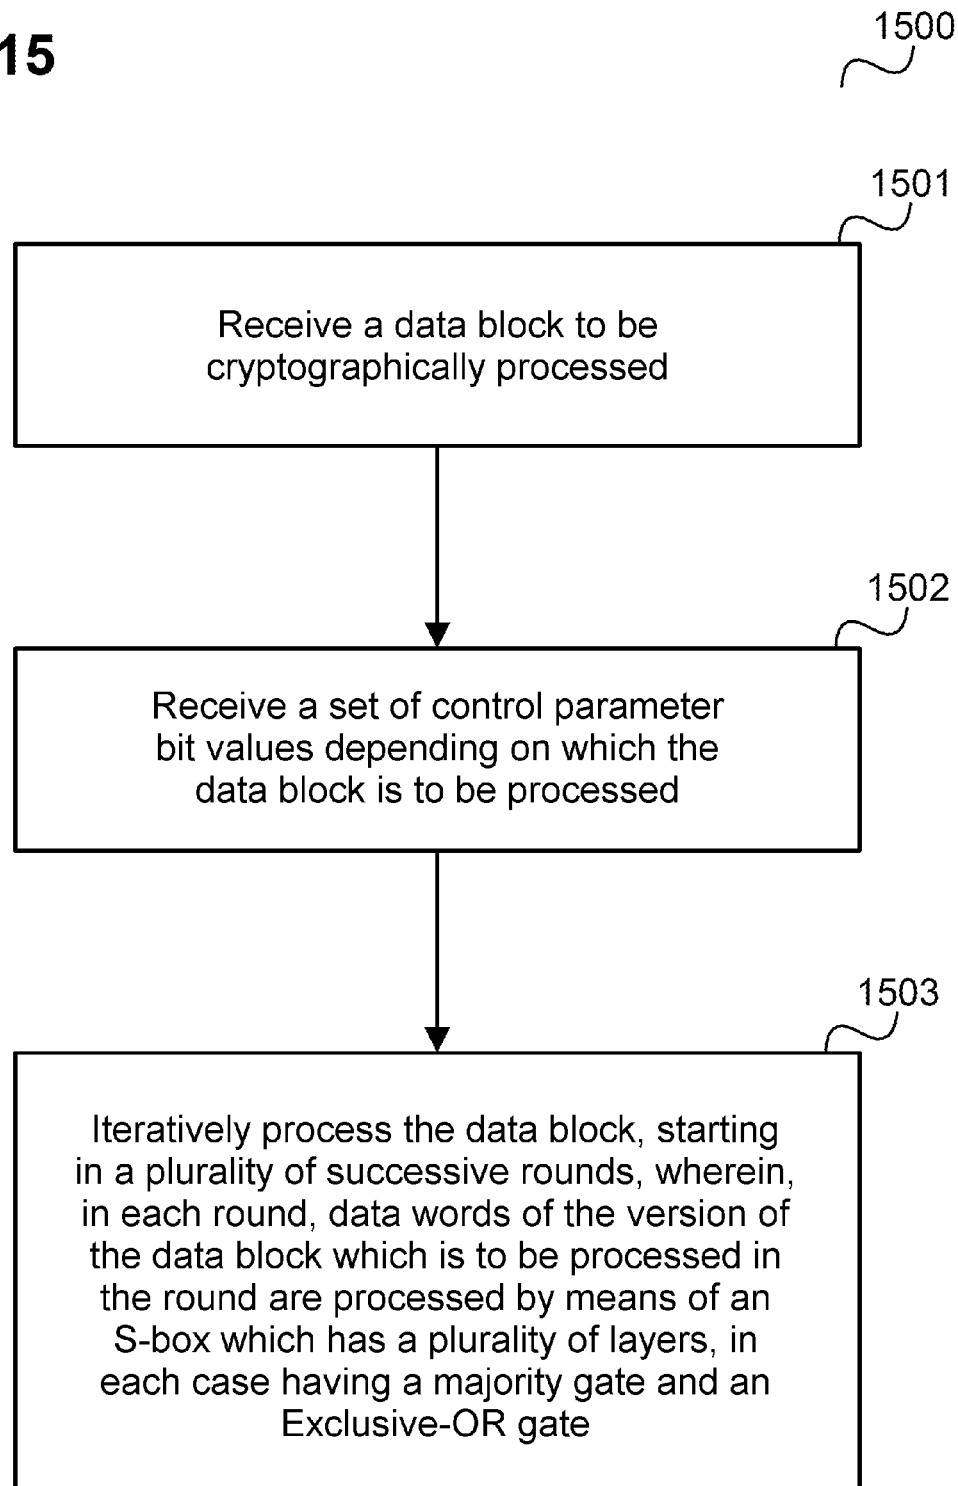 15
1500
1501
Receive a data block to be
cryptographically processed
1502
Receive a set of control parameter
bit values depending on which the
data block is to be processed
1503
Iteratively process the data block, starting
in a plurality of successive rounds, wherein,
in each round, data words of the version of
the data block which is to be processed in
the round are processed by means of an
S-box which has a plurality of layers, in
each case having a majority gate and an
Exclusive-OR gate